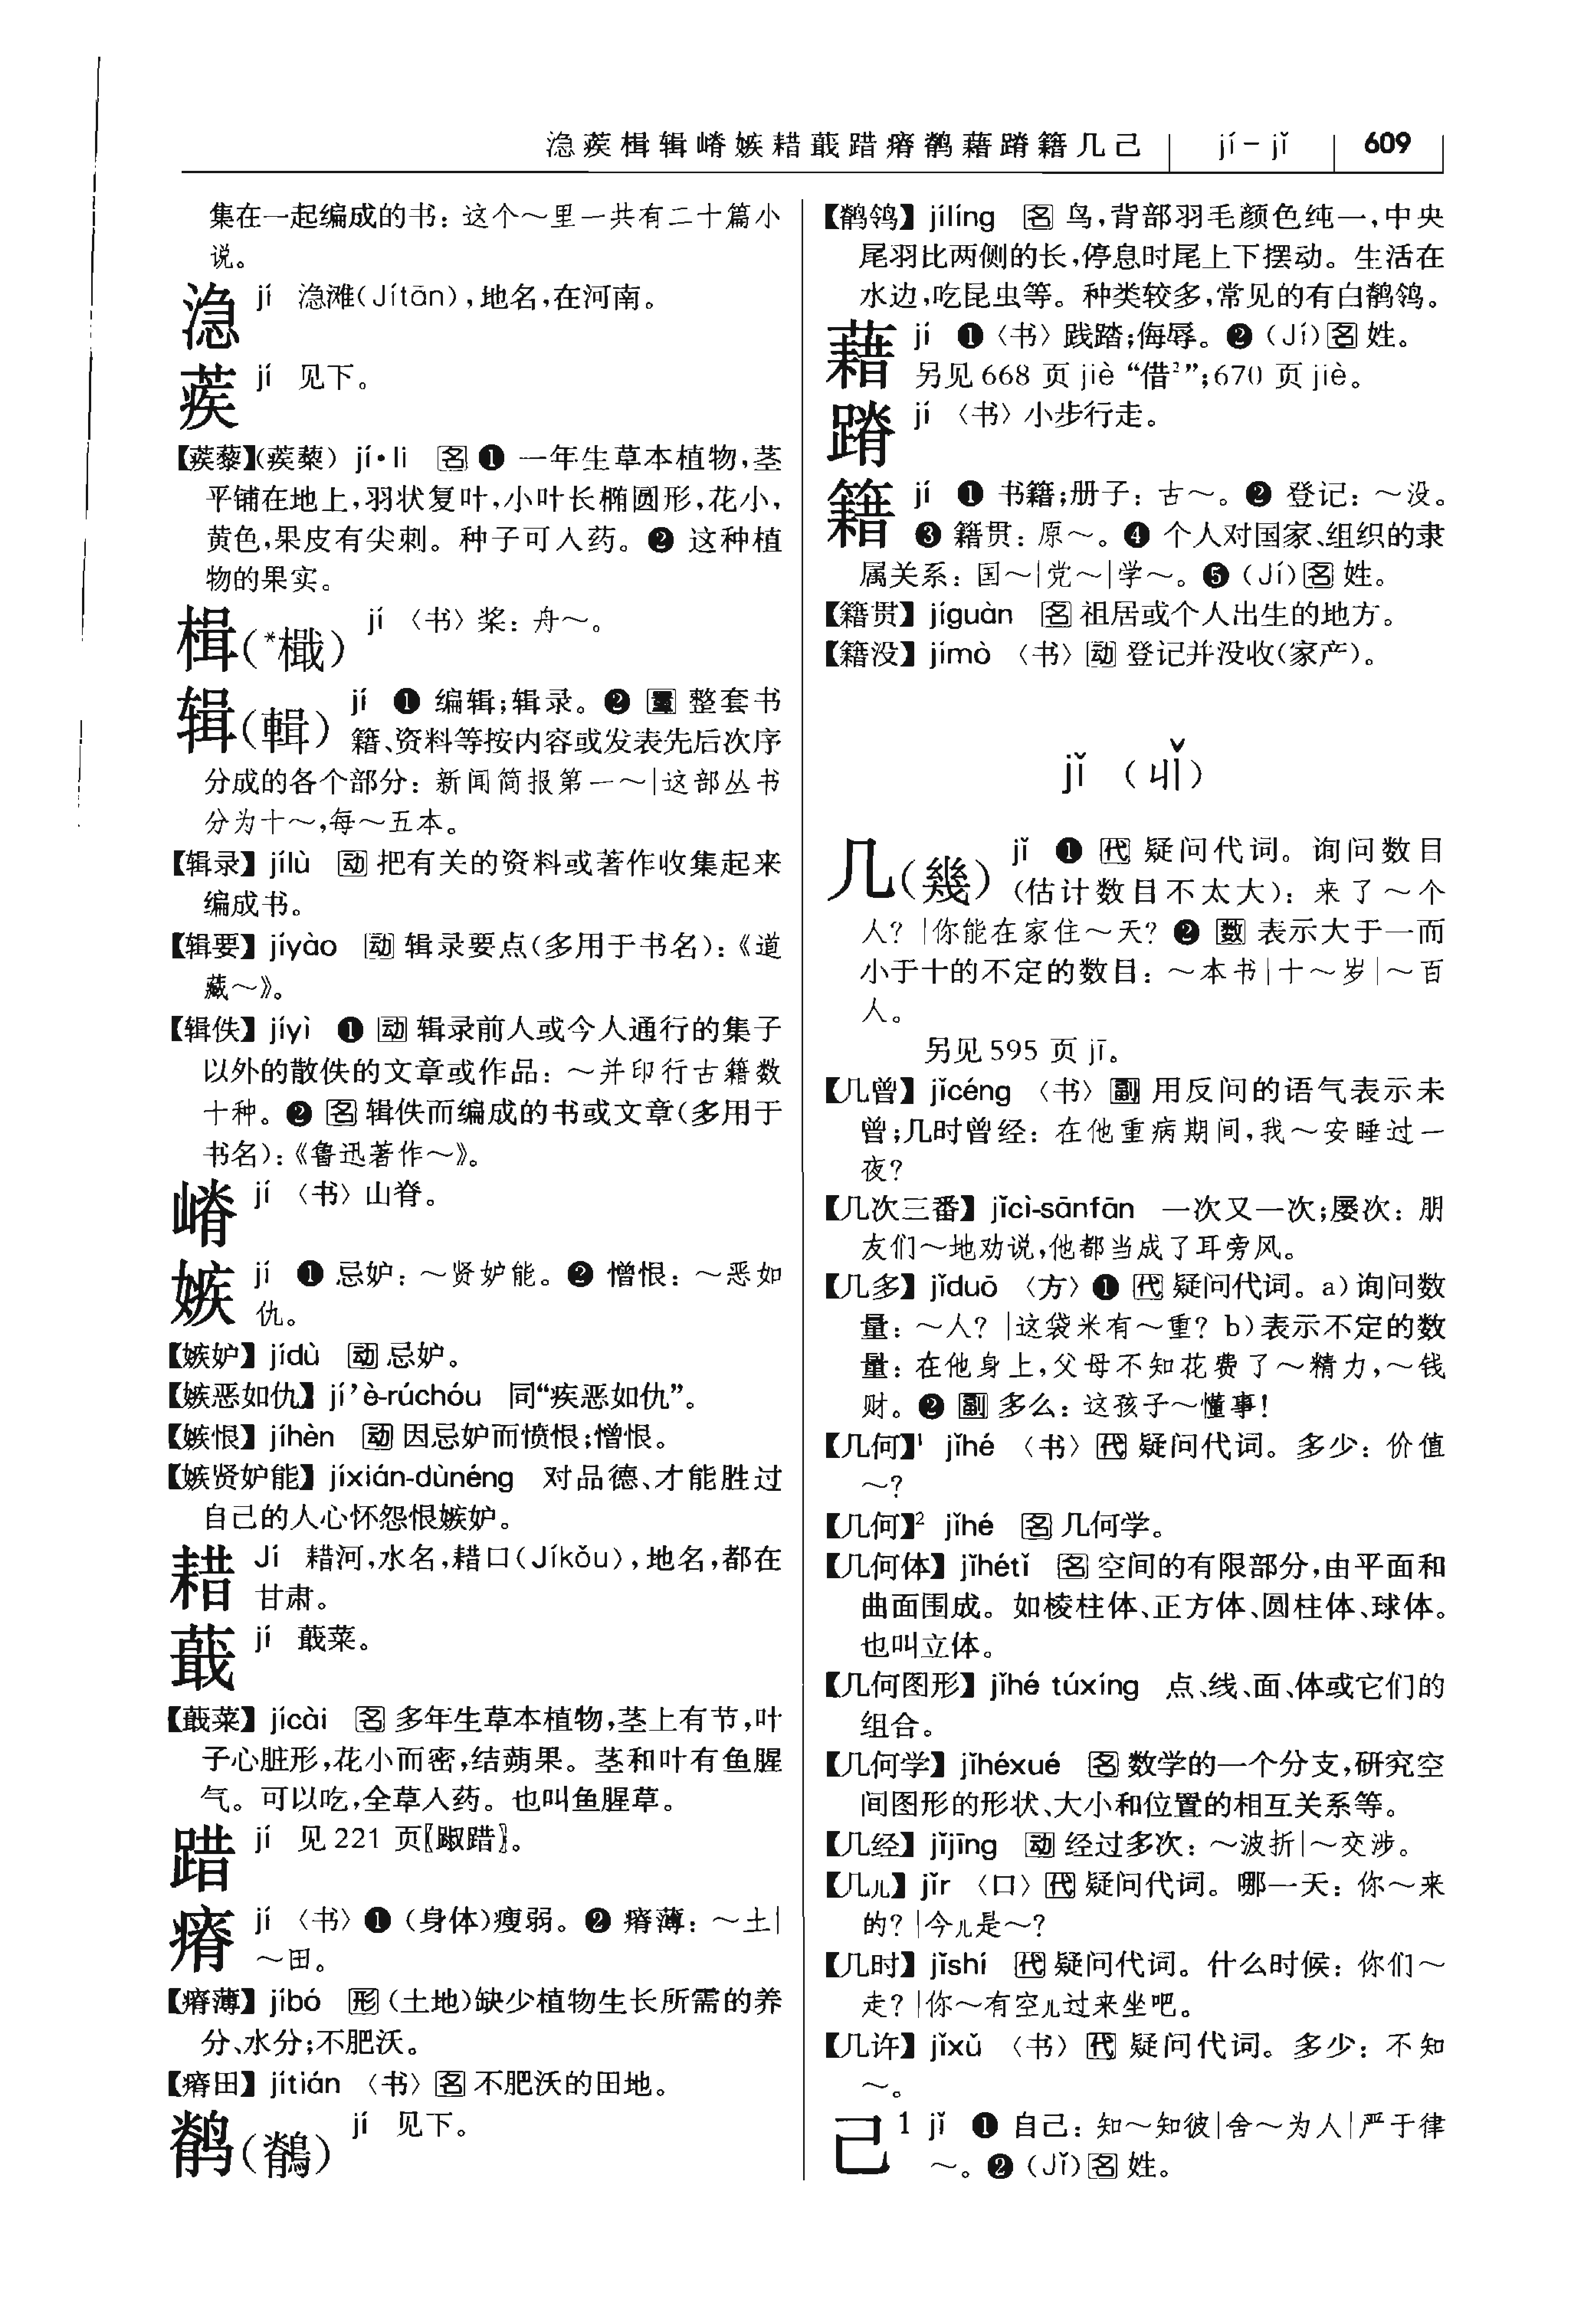 㴔蒺楫辑嵴嫉耤蕺踖瘠鹡藉蹐籍几己 jí－jǐ 609
集在一起编成的书：这个～里一共有二十篇小
说。
㴔 jí 㴔滩(Jítān)，地名，在河南。
蒺 jí 见下。
【蒺藜】(蒺蔾) jí·li 名 ❶ 一年生草本植物，茎
平铺在地上，羽状复叶，小叶长椭圆形，花小，
黄色，果皮有尖刺。种子可入药。❷ 这种植
物的果实。
楫(*檝) jí 〈书〉桨：舟～。
辑(輯) jí ❶ 编辑；辑录。❷ 量 整套书
籍、资料等按内容或发表先后次序
分成的各个部分：新闻简报第一～|这部丛书
分为十～，每～五本。
【辑录】 jílù 动 把有关的资料或著作收集起来
编成书。
【辑要】 jíyào 动 辑录要点(多用于书名)：《道
藏～》。
【辑佚】 jíyì ❶ 动 辑录前人或今人通行的集子
以外的散佚的文章或作品：～并印行古籍数
十种。❷ 名 辑佚而编成的书或文章(多用于
书名)：《鲁迅著作～》。
嵴 jí 〈书〉山脊。
嫉 jí ❶ 忌妒：～贤妒能。❷ 憎恨：～恶如
仇。
【嫉妒】 jídù 动 忌妒。
【嫉恶如仇】 jí’è-rúchóu 同“疾恶如仇”。
【嫉恨】 jíhèn 动 因忌妒而愤恨；憎恨。
【嫉贤妒能】 jíxián-dùnéng 对品德、才能胜过
自己的人心怀怨恨嫉妒。
耤 Jí 耤河，水名，耤口(Jíkǒu)，地名，都在
甘肃。
蕺 jí 蕺菜。
【蕺菜】 jícài 名 多年生草本植物，茎上有节，叶
子心脏形，花小而密，结蒴果。茎和叶有鱼腥
气。可以吃，全草入药。也叫鱼腥草。
踖 jí 见 221 页〖踧踖〗。
瘠 jí 〈书〉❶ (身体)瘦弱。❷ 瘠薄：～土|
～田。
【瘠薄】 jíbó 形 (土地)缺少植物生长所需的养
分、水分；不肥沃。
【瘠田】 jítián 〈书〉名 不肥沃的田地。
鹡(鶺) jí 见下。
【鹡鸰】 jílíng 名 鸟，背部羽毛颜色纯一，中央
尾羽比两侧的长，停息时尾上下摆动。生活在
水边，吃昆虫等。种类较多，常见的有白鹡鸰。
藉 jí ❶〈书〉践踏；侮辱。❷ (Jí) 名 姓。
另见 668 页 jiè “借²”；670 页 jiè。
蹐 jí 〈书〉小步行走。
籍 jí ❶ 书籍；册子：古～。❷ 登记：～没。
❸ 籍贯：原～。❹ 个人对国家、组织的隶
属关系：国～|党～|学～。❺ (Jí) 名 姓。
【籍贯】 jíguàn 名 祖居或个人出生的地方。
【籍没】 jímò 〈书〉动 登记并没收(家产)。
jǐ (ㄐㄧˇ)
几(幾) jǐ ❶ 代 疑问代词。询问数目
(估计数目不太大)：来了～个
人？|你能在家住～天？❷ 数 表示大于一而
小于十的不定的数目：～本书|十～岁|～百
人。
另见 595 页 jī。
【几曾】 jǐcéng 〈书〉副 用反问的语气表示未
曾；几时曾经：在他重病期间，我～安睡过一
夜？
【几次三番】 jǐcì-sānfān 一次又一次；屡次：朋
友们～地劝说，他都当成了耳旁风。
【几多】 jǐduō 〈方〉❶ 代 疑问代词。a) 询问数
量：～人？|这袋米有～重？b) 表示不定的数
量：在他身上，父母不知花费了～精力，～钱
财。❷ 副 多么：这孩子～懂事！
【几何】¹ jǐhé 〈书〉代 疑问代词。多少：价值
～？
【几何】² jǐhé 名 几何学。
【几何体】 jǐhétǐ 名 空间的有限部分，由平面和
曲面围成。如棱柱体、正方体、圆柱体、球体。
也叫立体。
【几何图形】 jǐhé túxíng 点、线、面、体或它们的
组合。
【几何学】 jǐhéxué 名 数学的一个分支，研究空
间图形的形状、大小和位置的相互关系等。
【几经】 jǐjīng 动 经过多次：～波折|～交涉。
【几儿】 jǐr 〈口〉代 疑问代词。哪一天：你～来
的？|今儿是～？
【几时】 jǐshí 代 疑问代词。什么时候：你们～
走？|你～有空儿过来坐吧。
【几许】 jǐxǔ 〈书〉代 疑问代词。多少：不知
～。
己¹ jǐ ❶ 自己：知～知彼|舍～为人|严于律
～。❷ (Jǐ) 名 姓。